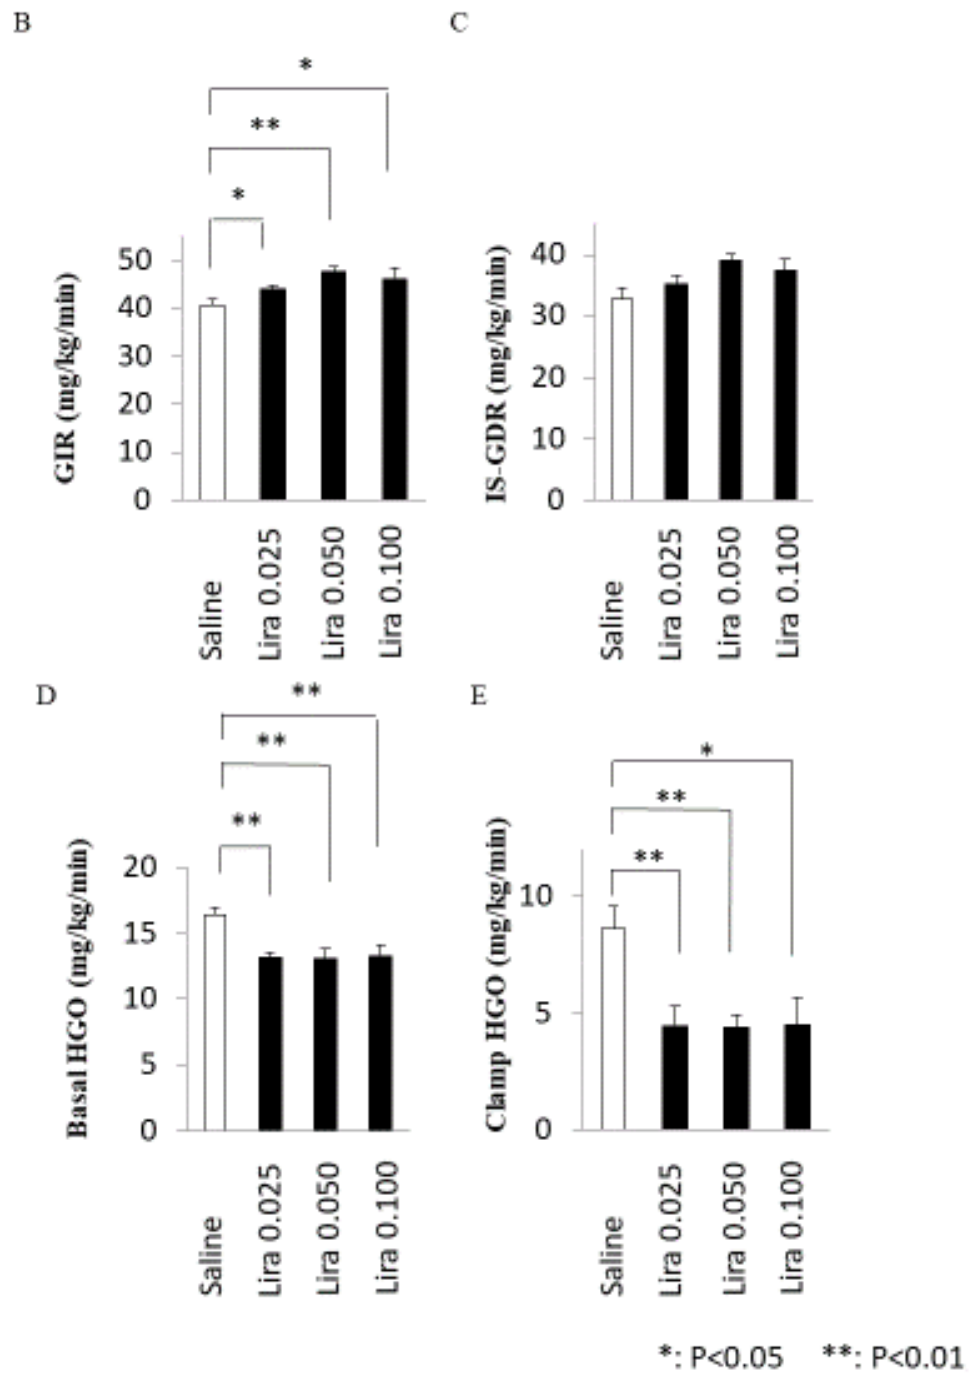 B
*
**
*
GIR (mg/kg/min)
50
40
30
20
10
0
Saline
Lira 0.025
Lira 0.050
Lira 0.100
C
IS-GDR (mg/kg/min)
40
30
20
10
0
Saline
Lira 0.025
Lira 0.050
Lira 0.100
D
**
**
**
Basal HGO (mg/kg/min)
20
15
10
5
0
Saline
Lira 0.025
Lira 0.050
Lira 0.100
E
*
**
**
Clamp HGO (mg/kg/min)
10
5
0
Saline
Lira 0.025
Lira 0.050
Lira 0.100
*: P<0.05 **: P<0.01